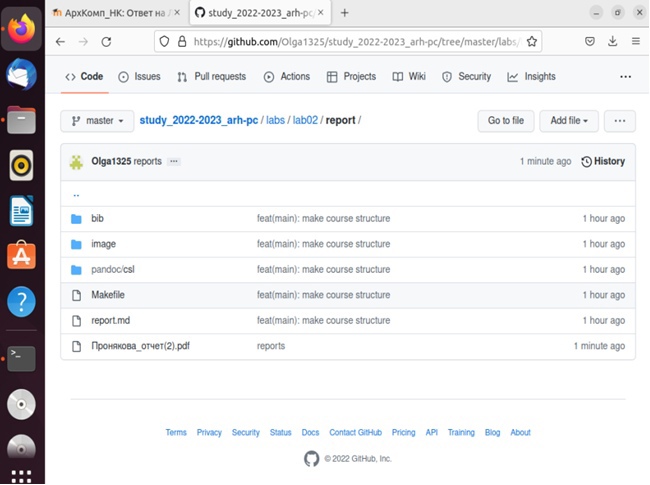 АрхКомп_НК: Ответ на Л
study_2022-2023_arh-pc/
https://github.com/Olga1325/study_2022-2023_arh-pc/tree/master/labs/
Code Issues Pull requests Actions Projects Wiki Security Insights
master study_2022-2023_arh-pc / labs / lab02 / report / Go to file Add file
Olga1325 reports 1 minute ago History
..
bib feat(main): make course structure 1 hour ago
image feat(main): make course structure 1 hour ago
pandoc/csl feat(main): make course structure 1 hour ago
Makefile feat(main): make course structure 1 hour ago
report.md feat(main): make course structure 1 hour ago
Пронякова_отчет(2).pdf reports 1 minute ago
Terms Privacy Security Status Docs Contact GitHub Pricing API Training Blog About
© 2022 GitHub, Inc.